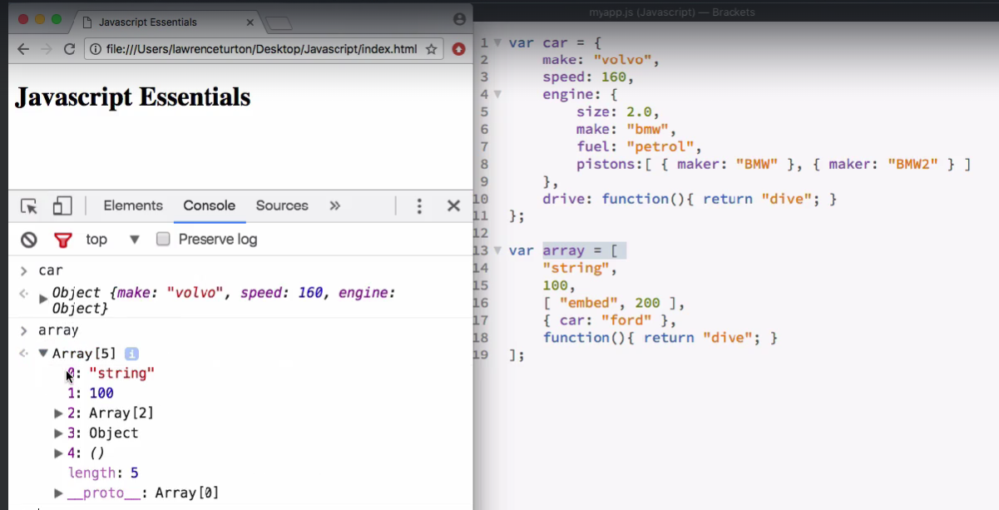 Javascript Essentials
file:///Users/lawrenceturton/Desktop/Javascript/index.html
Javascript Essentials
Elements Console Sources »
top Preserve log
car
Object {make: "volvo", speed: 160, engine:
Object}
array
Array[5]
0: "string"
1: 100
2: Array[2]
3: Object
4: ()
length: 5
__proto__: Array[0]
myapp.js (Javascript) — Brackets
1 var car = {
2 make: "volvo",
3 speed: 160,
4 engine: {
5 size: 2.0,
6 make: "bmw",
7 fuel: "petrol",
8 pistons:[ { maker: "BMW" }, { maker: "BMW2" } ]
9 },
10 drive: function(){ return "dive"; }
11 };
12
13 var array = [
14 "string",
15 100,
16 [ "embed", 200 ],
17 { car: "ford" },
18 function(){ return "dive"; }
19 ];